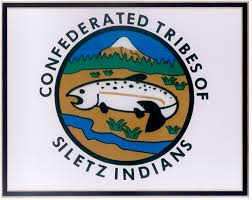 CONFEDERATED TRIBES OF
SILETZ INDIANS